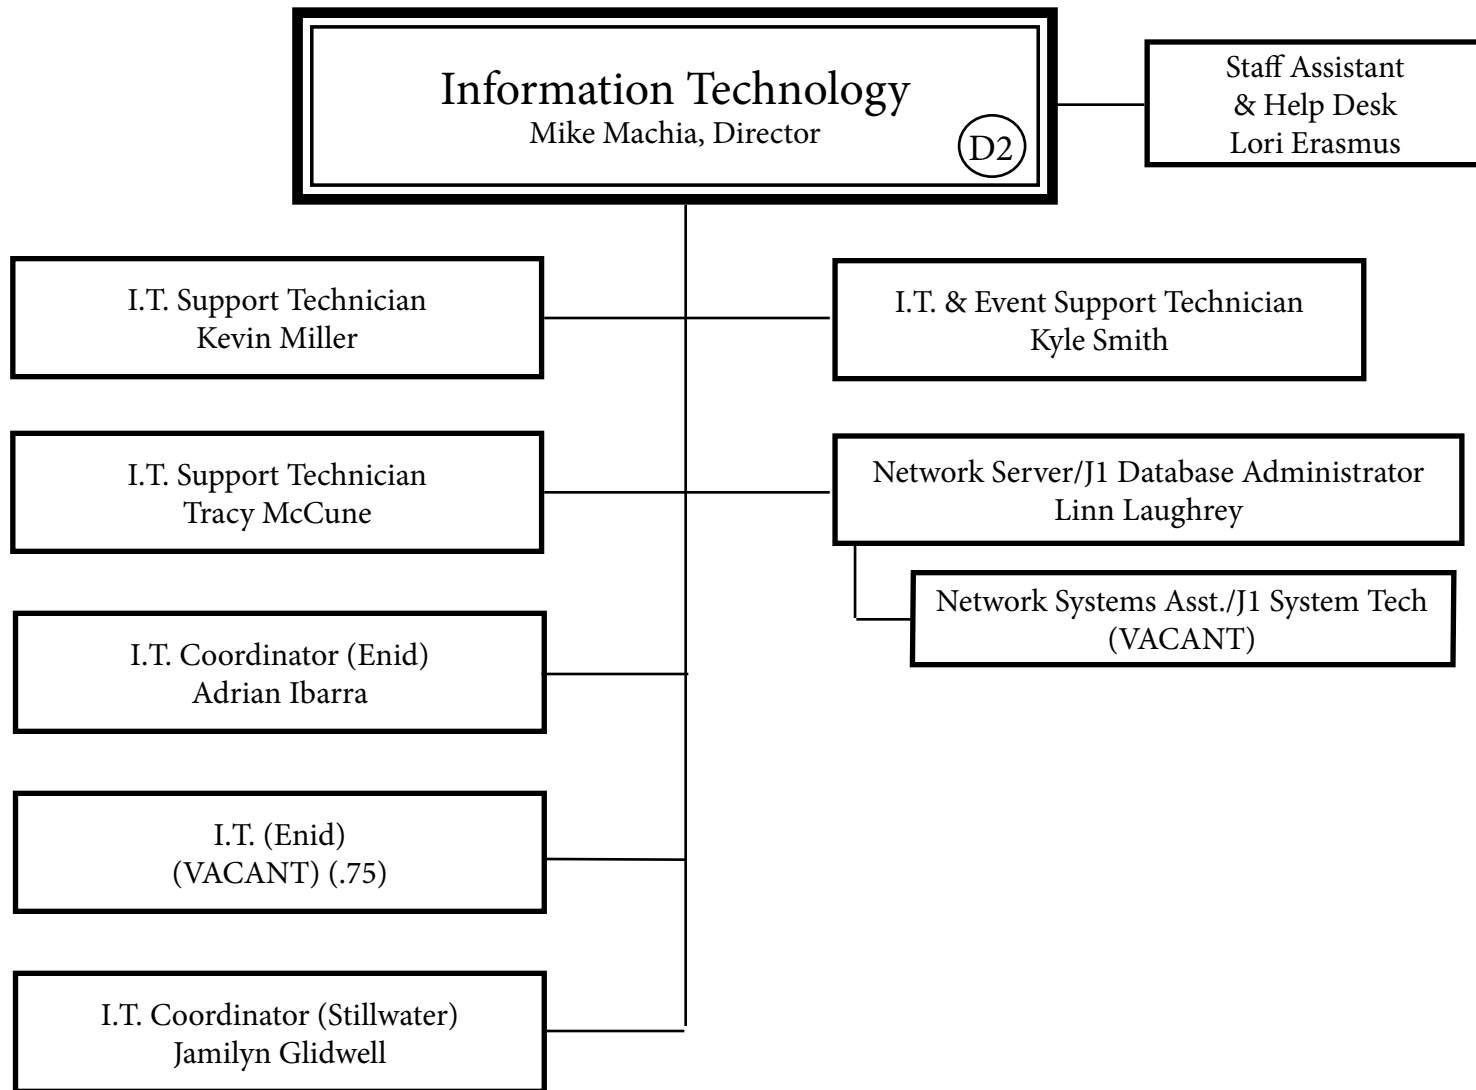 Information Technology
Mike Machia, Director
D2
Staff Assistant
& Help Desk
Lori Erasmus
I.T. Support Technician
Kevin Miller
I.T. & Event Support Technician
Kyle Smith
I.T. Support Technician
Tracy McCune
Network Server/J1 Database Administrator
Linn Laughrey
Network Systems Asst./J1 System Tech
(VACANT)
I.T. Coordinator (Enid)
Adrian Ibarra
I.T. (Enid)
(VACANT) (.75)
I.T. Coordinator (Stillwater)
Jamilyn Glidwell